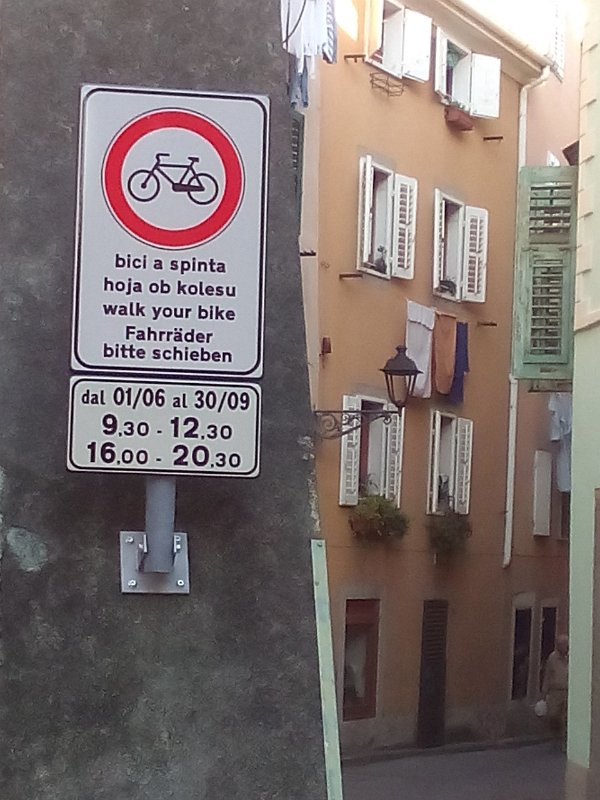 bici a spinta
hoja ob kolesu
walk your bike
Fahrräder
bitte schieben
dal 01/06 al 30/09
9,30 - 12,30
16,00 - 20,30